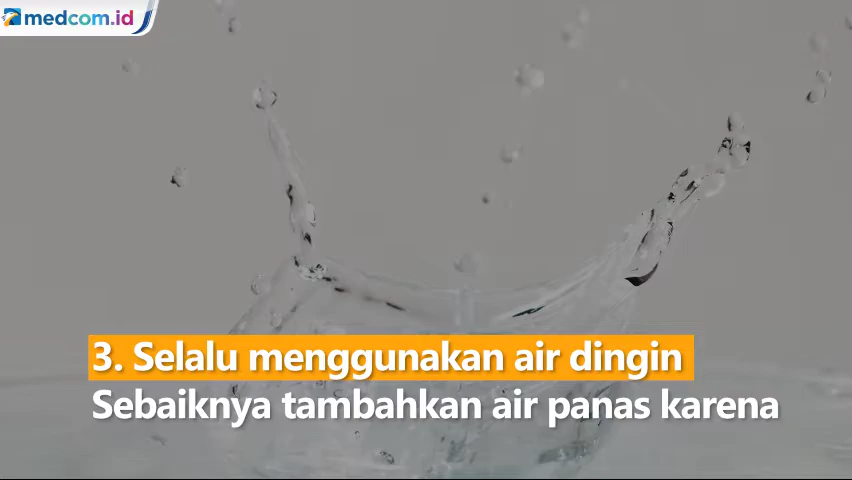 medcom.id
3. Selalu menggunakan air dingin
Sebaiknya tambahkan air panas karena